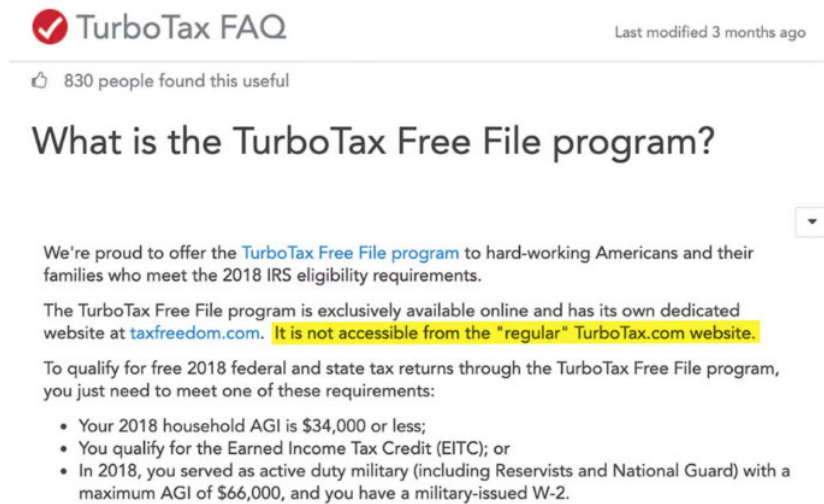 TurboTax FAQ
Last modified 3 months ago
830 people found this useful
What is the TurboTax Free File program?
We're proud to offer the TurboTax Free File program to hard-working Americans and their
families who meet the 2018 IRS eligibility requirements.
The TurboTax Free File program is exclusively available online and has its own dedicated
website at taxfreedom.com. It is not accessible from the "regular" TurboTax.com website.
To qualify for free 2018 federal and state tax returns through the TurboTax Free File program,
you just need to meet one of these requirements:
• Your 2018 household AGI is $34,000 or less;
• You qualify for the Earned Income Tax Credit (EITC); or
• In 2018, you served as active duty military (including Reservists and National Guard) with a
maximum AGI of $66,000, and you have a military-issued W-2.